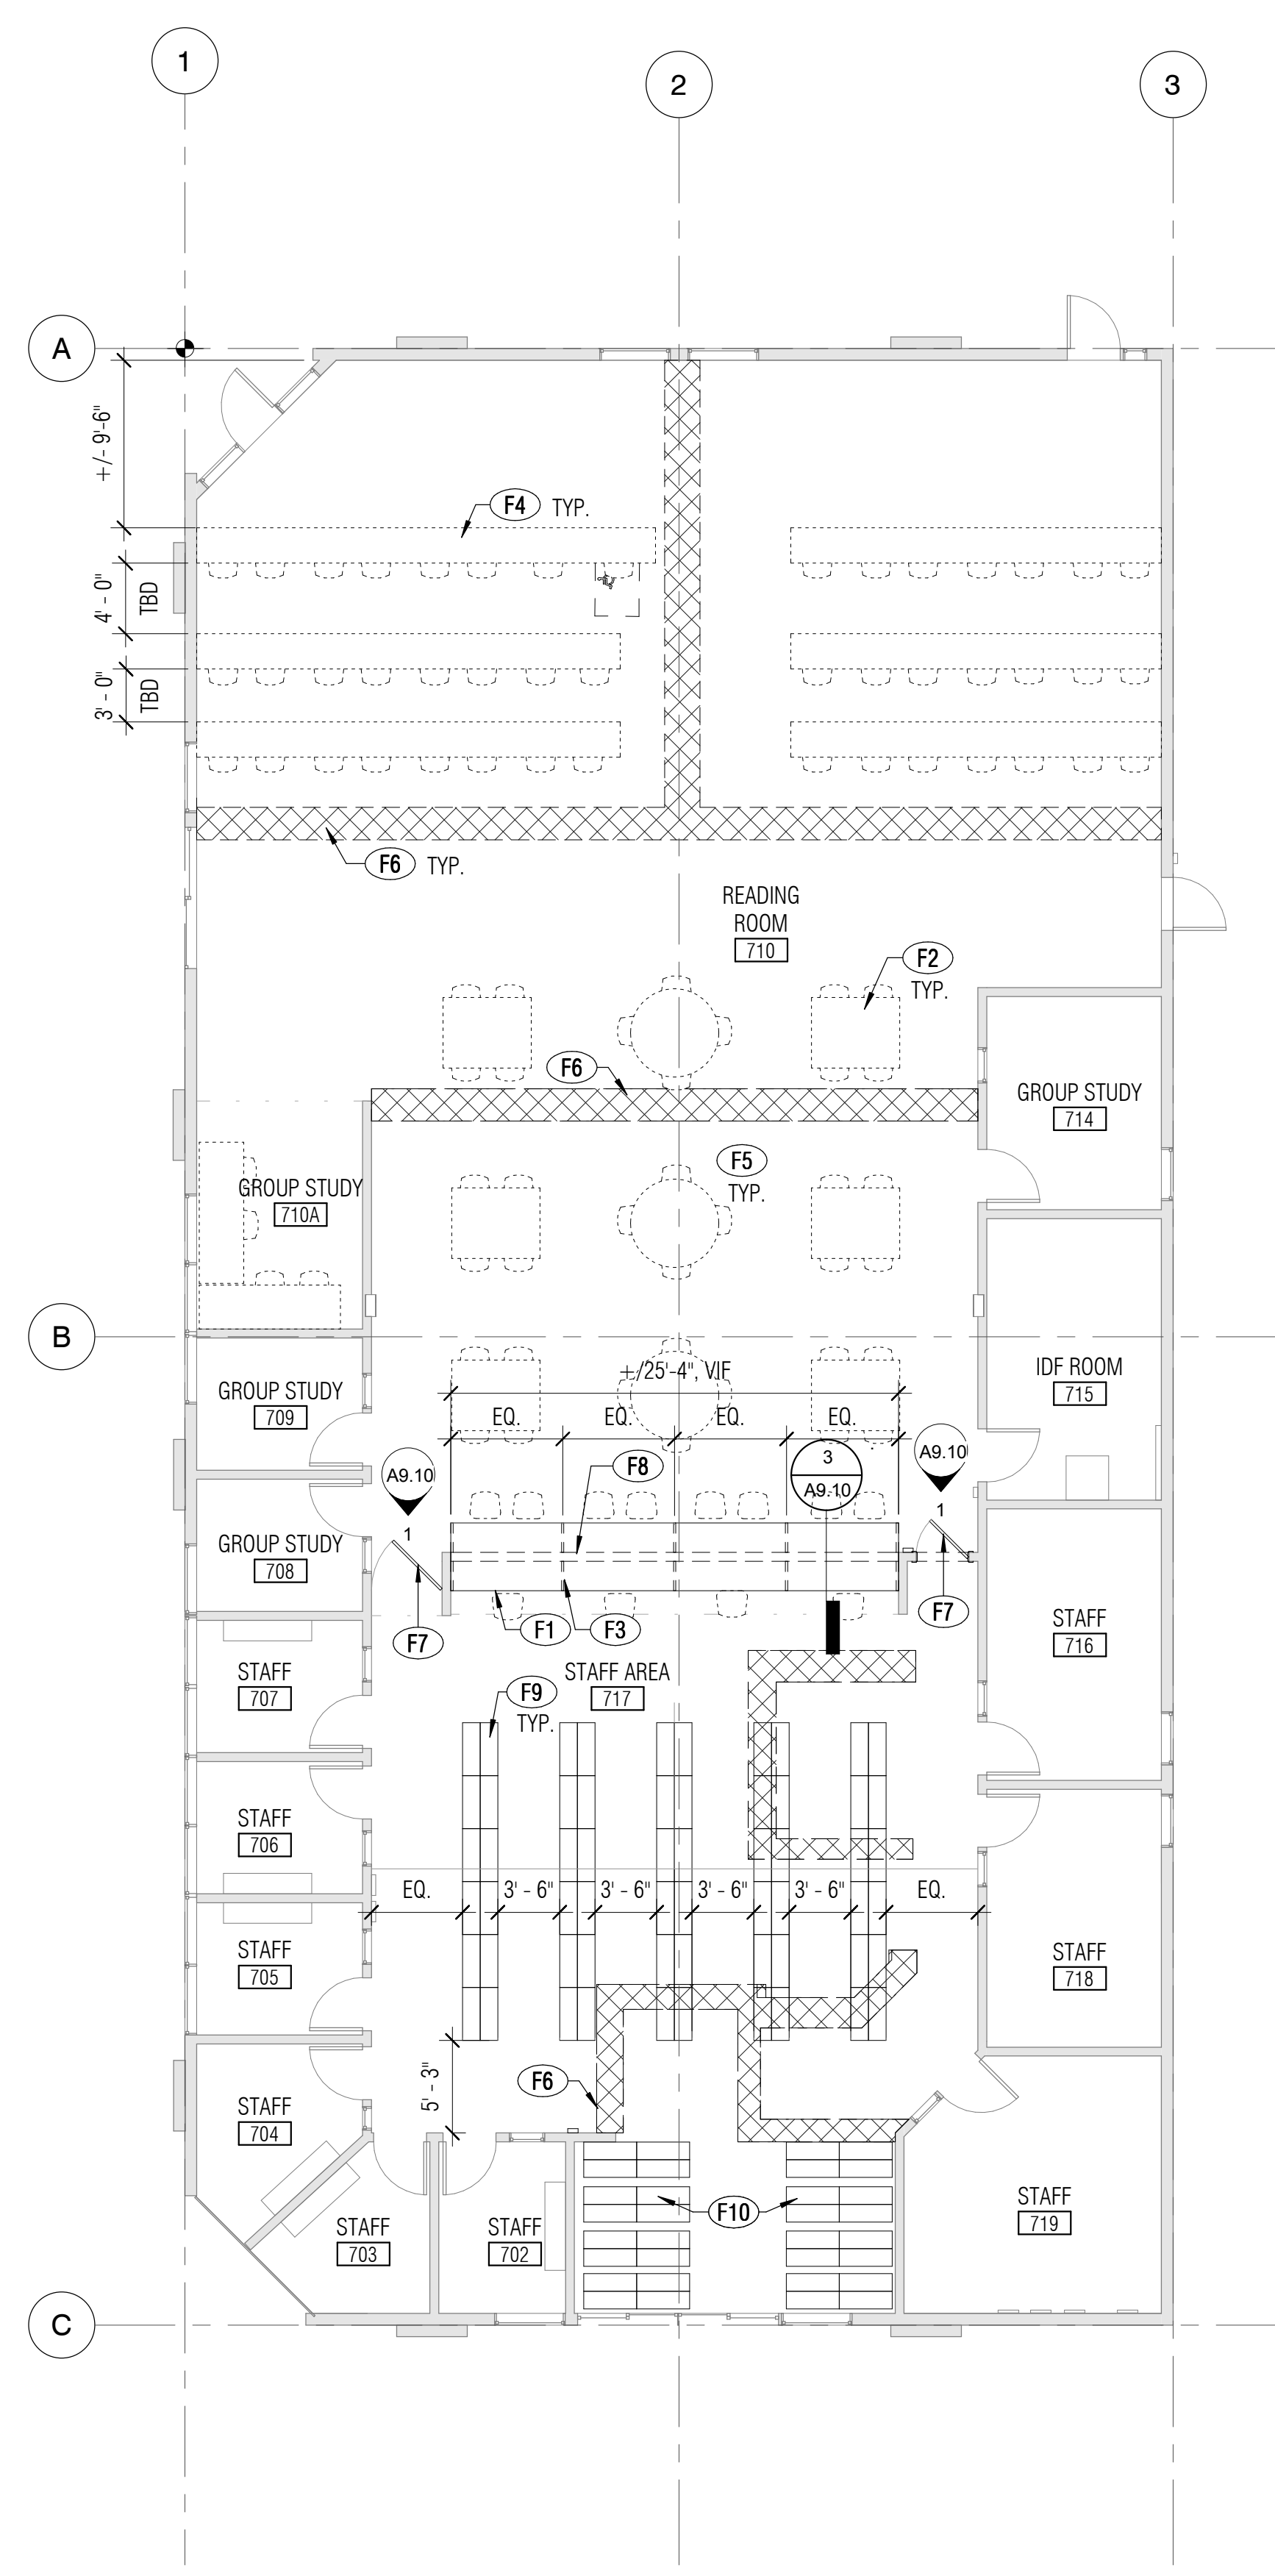 1
2
3
A
+/- 9'-6"
F4 TYP.
4' - 0"
TBD
3' - 0"
TBD
F6 TYP.
READING
ROOM
710
F2
TYP.
F6
GROUP STUDY
714
F5
TYP.
GROUP STUDY
710A
B
+/25'-4", VIF
IDF ROOM
715
GROUP STUDY
709
EQ. EQ. EQ. EQ.
A9.10
1
F8
3
A9.10
A9.10
1
GROUP STUDY
708
F7
F1
F3
F7
STAFF
716
STAFF
707
STAFF AREA
717
F9
TYP.
STAFF
706
EQ. 3' - 6" 3' - 6" 3' - 6" 3' - 6" EQ.
STAFF
705
STAFF
718
5' - 3"
F6
STAFF
704
F10
STAFF
703
STAFF
702
STAFF
719
C